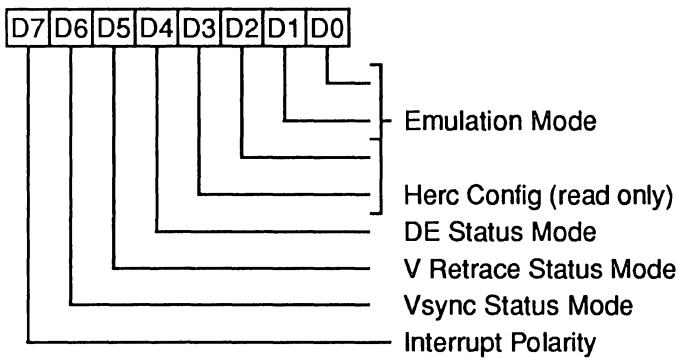 D7 D6 D5 D4 D3 D2 D1 D0
Emulation Mode
Herc Config (read only)
DE Status Mode
V Retrace Status Mode
Vsync Status Mode
Interrupt Polarity